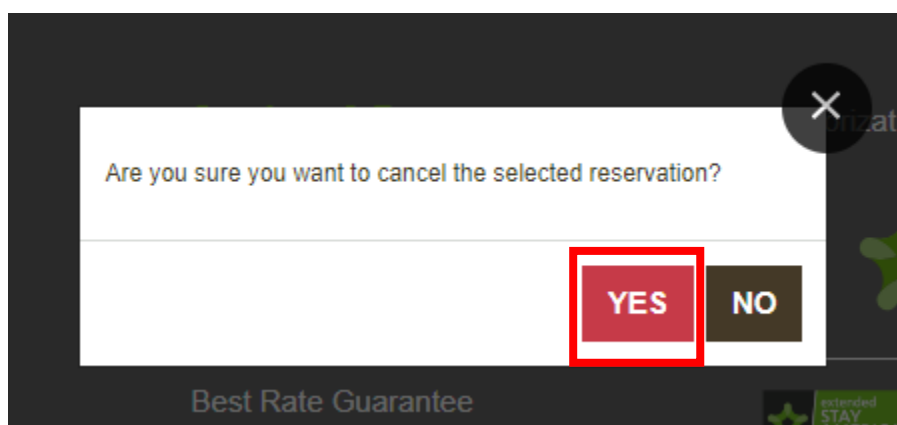 Are you sure you want to cancel the selected reservation?
YES NO
Best Rate Guarantee
extended
STAY